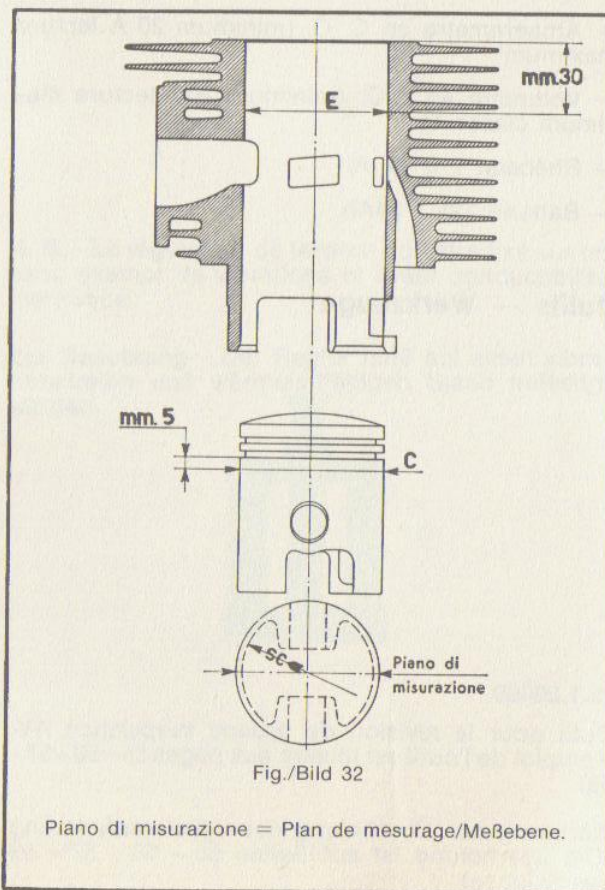 mm.30
E
mm. 5
C
Piano di
misurazione
Fig./Bild 32
Piano di misurazione = Plan de mesurage/Meßebene.